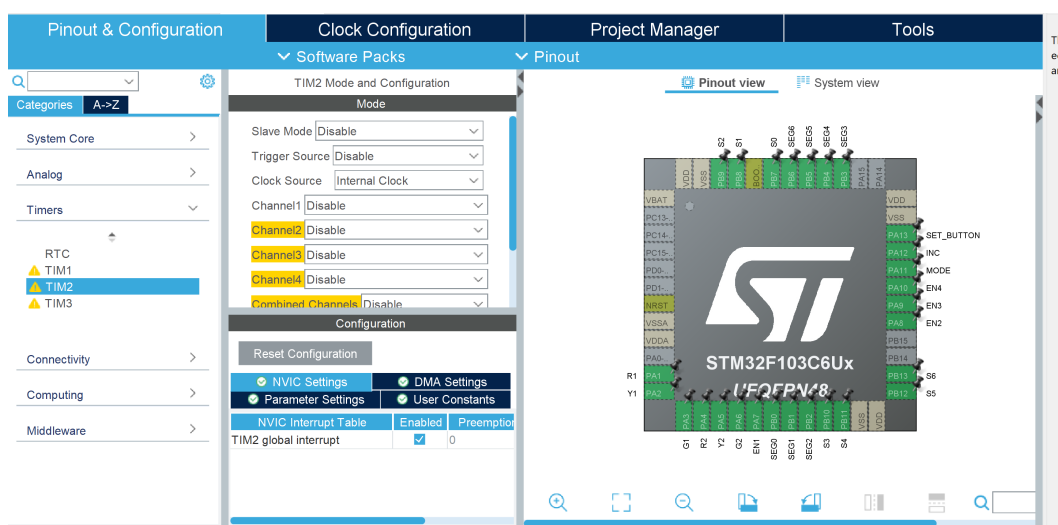 Pinout & Configuration
Clock Configuration
Project Manager
Tools
Software Packs
Pinout
Categories
A->Z
System Core
Analog
Timers
RTC
TIM1
TIM2
TIM3
Connectivity
Computing
Middleware
TIM2 Mode and Configuration
Mode
Slave Mode Disable
Trigger Source Disable
Clock Source Internal Clock
Channel1 Disable
Channel2 Disable
Channel3 Disable
Channel4 Disable
Combined Channels Disable
Configuration
Reset Configuration
NVIC Settings
DMA Settings
Parameter Settings
User Constants
NVIC Interrupt Table Enabled Preemption
TIM2 global interrupt 0
Pinout view
System view
S2 S1 S0 SEG6 SEG5 SEG4 SEG3
VDD VSS PB9 PB8 BOO PB7 PB6 PB5 PB4 PB3 PA15 PA14
VBAT
PC13-
PC14-
PC15-
PD0-
PD1-
NRST
VSSA
VDDA
PA0-
R1 PA1
Y1 PA2
ST
STM32F103C6Ux
UFQFPN48
VDD
VSS
PA13 SET_BUTTON
PA12 INC
PA11 MODE
PA10 EN4
PA9 EN3
PA8 EN2
PB15
PB14
PB13 S6
PB12 S5
PA3 PA4 PA5 PA6 PA7 PB0 PB1 PB2 PB10 PB11 VSS VDD
G1 R2 Y2 G2 EN1 SEG0 SEG1 SEG2 S3 S4